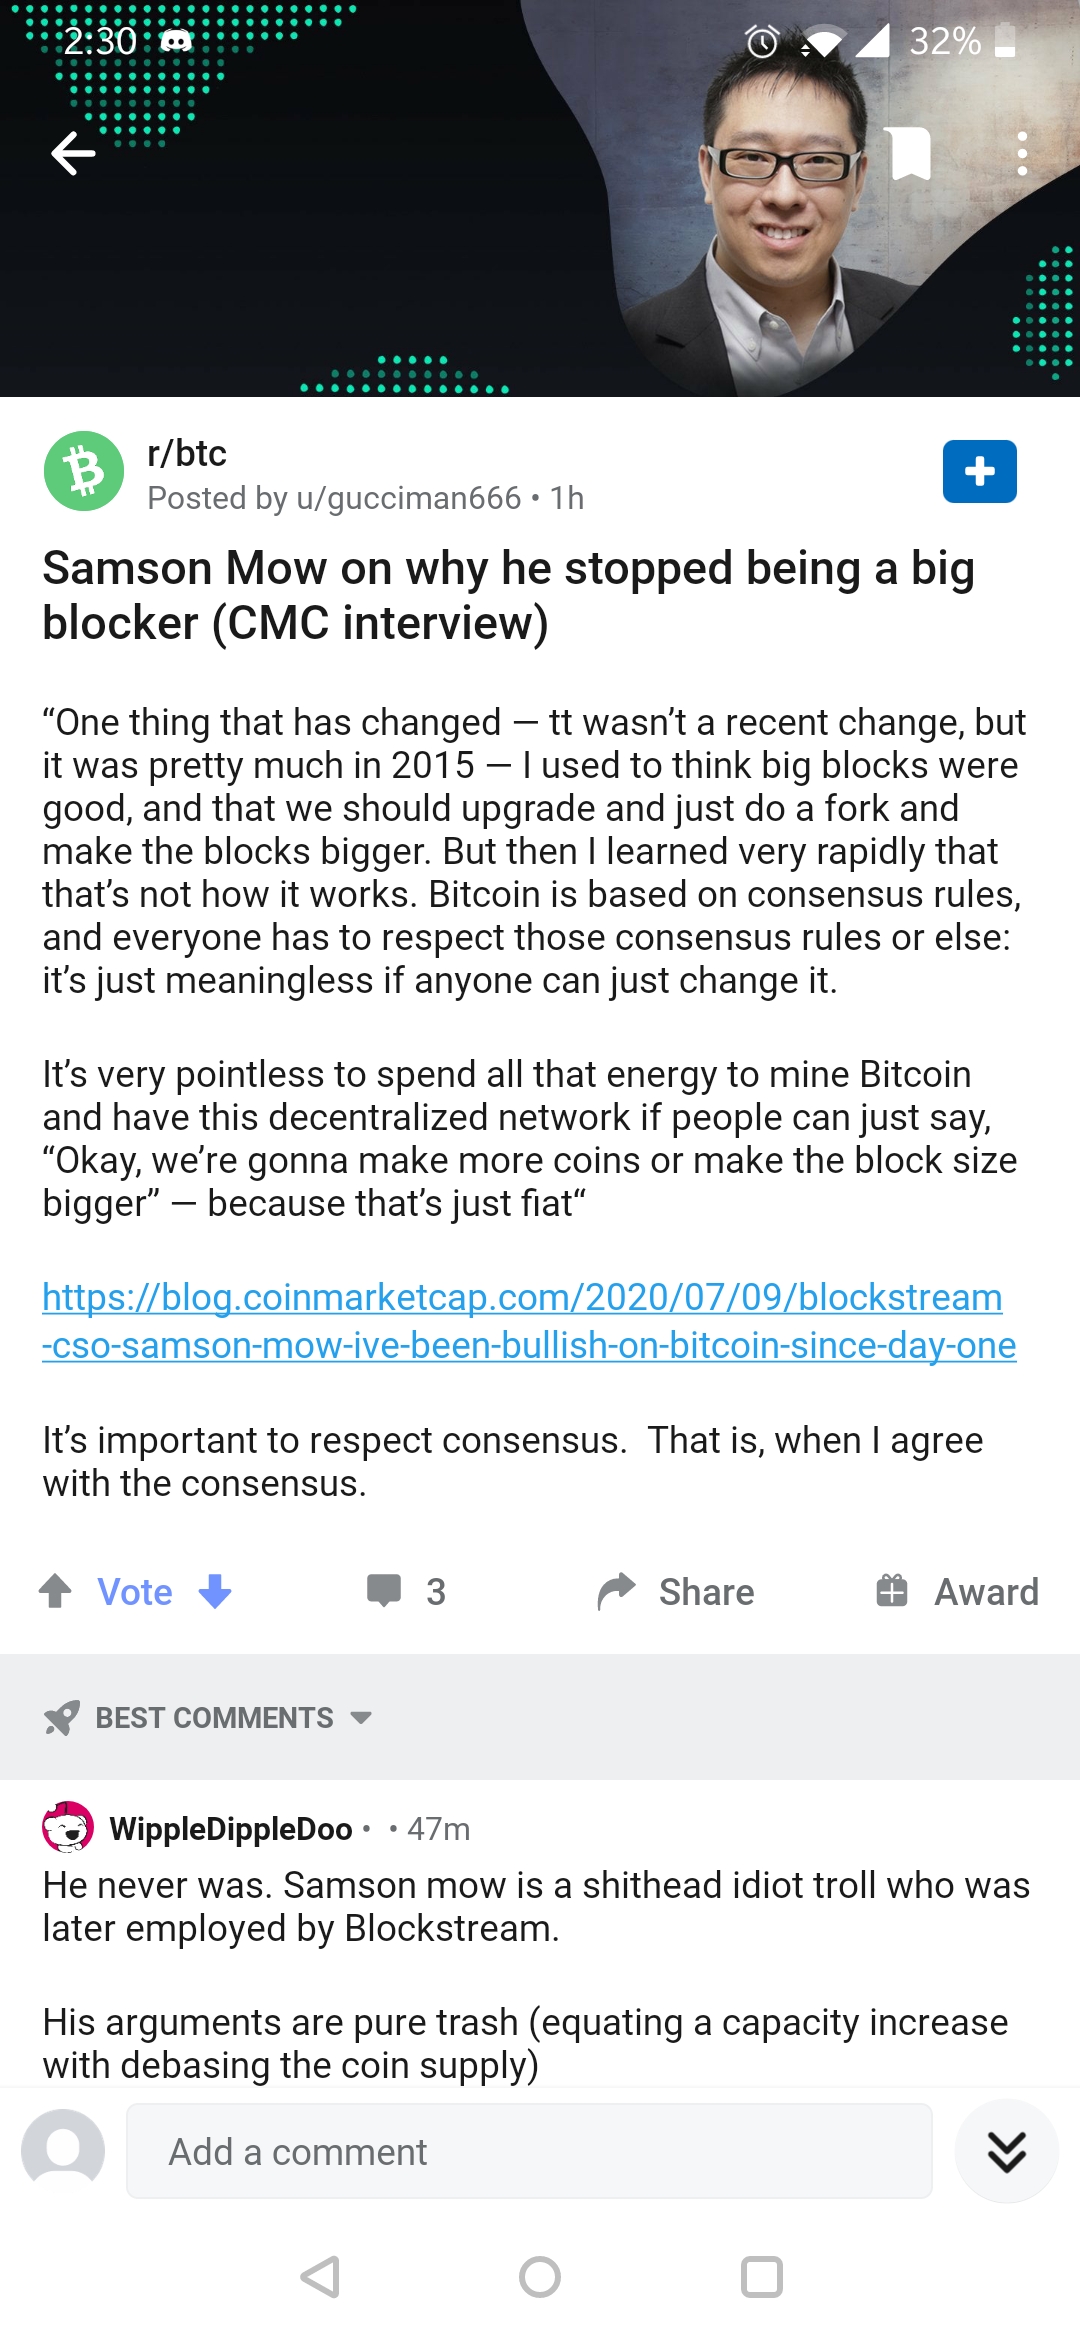 2:30
32%
r/btc
Posted by u/gucciman666 • 1h
Samson Mow on why he stopped being a big
blocker (CMC interview)
“One thing that has changed — tt wasn’t a recent change, but
it was pretty much in 2015 — I used to think big blocks were
good, and that we should upgrade and just do a fork and
make the blocks bigger. But then I learned very rapidly that
that’s not how it works. Bitcoin is based on consensus rules,
and everyone has to respect those consensus rules or else:
it’s just meaningless if anyone can just change it.
It’s very pointless to spend all that energy to mine Bitcoin
and have this decentralized network if people can just say,
“Okay, we’re gonna make more coins or make the block size
bigger” — because that’s just fiat“
https://blog.coinmarketcap.com/2020/07/09/blockstream
-cso-samson-mow-ive-been-bullish-on-bitcoin-since-day-one
It’s important to respect consensus.  That is, when I agree
with the consensus.
Vote
3
Share
Award
BEST COMMENTS
WippleDippleDoo • • 47m
He never was. Samson mow is a shithead idiot troll who was
later employed by Blockstream.
His arguments are pure trash (equating a capacity increase
with debasing the coin supply)
Add a comment